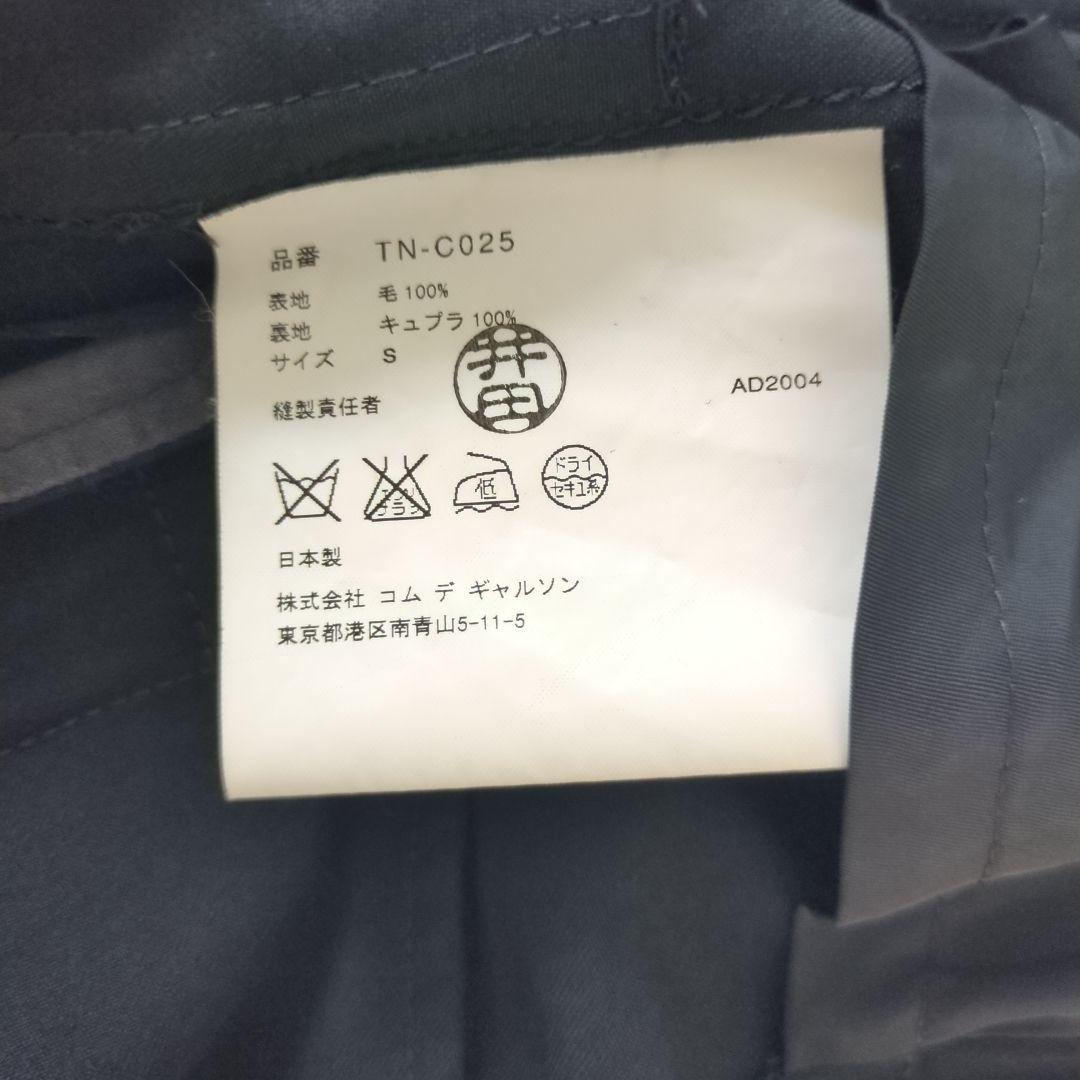 品番 TN-C025
表地 毛 100%
裏地 キュプラ 100%
サイズ S
縫製責任者 井田
AD2004
低
ドライ
セキユ系
日本製
株式会社 コム デ ギャルソン
東京都港区南青山5-11-5